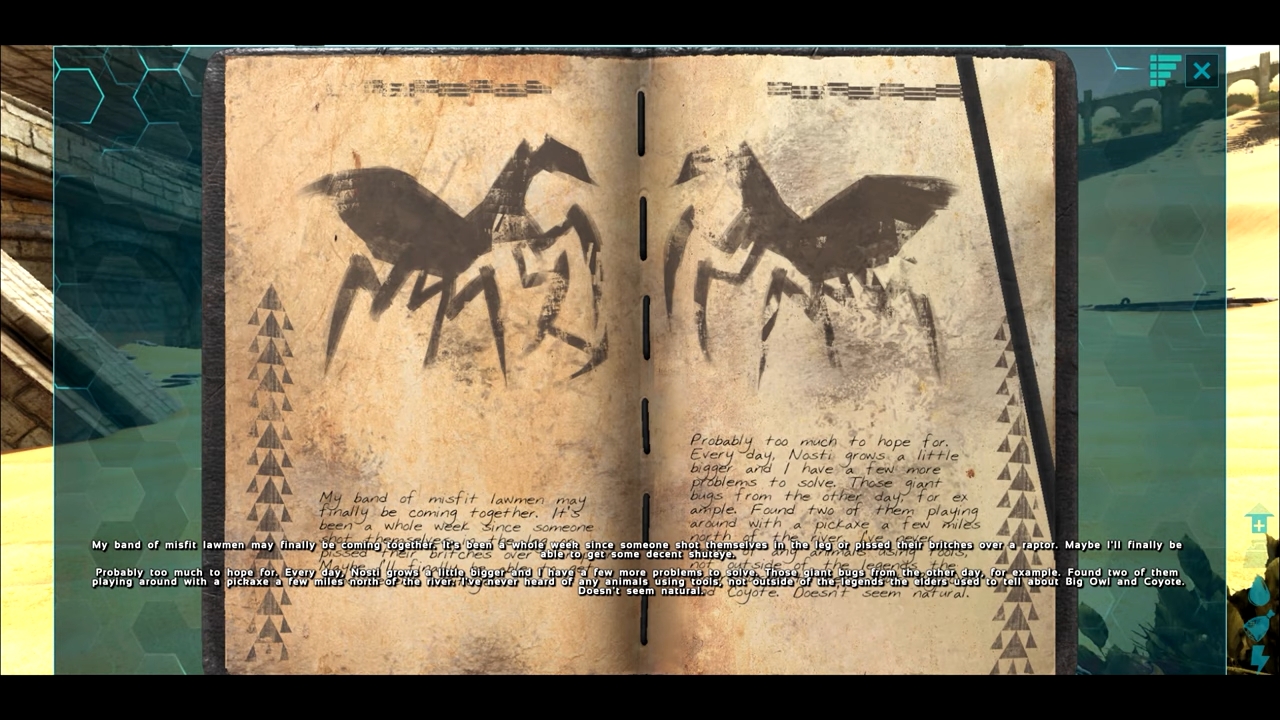 My band of misfit lawmen may
finally be coming together. It's
been a whole week since someone
Probably too much to hope for.
Every day, Nosti grows a little
bigger and I have a few more
problems to solve. Those giant
bugs from the other day, for ex
ample. Found two of them playing
around with a pickaxe a few miles
north of the river. I've never
My band of misfit lawmen may finally be coming together. It's been a whole week since someone shot themselves in the leg or pissed their britches over a raptor. Maybe I'll finally be
able to get some decent shuteye.
Probably too much to hope for. Every day, Nosti grows a little bigger and I have a few more problems to solve. Those giant bugs from the other day, for example. Found two of them
playing around with a pickaxe a few miles north of the river. I've never heard of any animals using tools, not outside of the legends the elders used to tell about Big Owl and Coyote.
Doesn't seem natural.
Coyote. Doesn't seem natural.